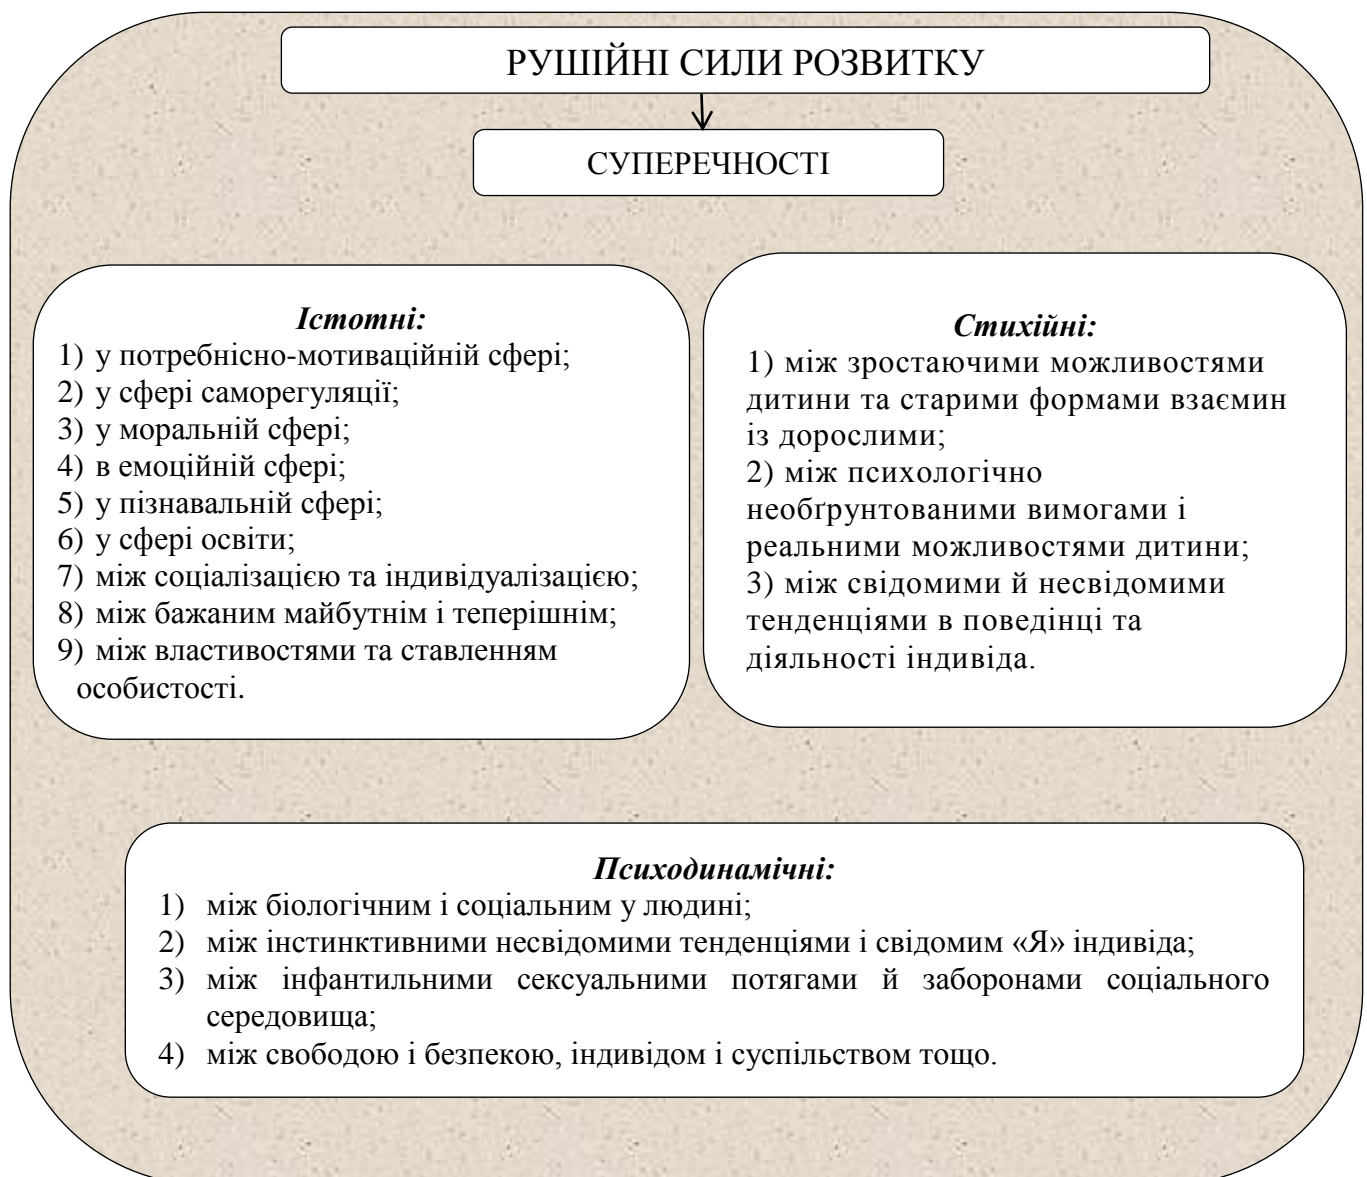 РУШІЙНІ СИЛИ РОЗВИТКУ
СУПЕРЕЧНОСТІ
Істотні:
1) у потребнісно-мотиваційній сфері;
2) у сфері саморегуляції;
3) у моральній сфері;
4) в емоційній сфері;
5) у пізнавальній сфері;
6) у сфері освіти;
7) між соціалізацією та індивідуалізацією;
8) між бажаним майбутнім і теперішнім;
9) між властивостями та ставленням
особистості.
Стихійні:
1) між зростаючими можливостями
дитини та старими формами взаємин
із дорослими;
2) між психологічно
необґрунтованими вимогами і
реальними можливостями дитини;
3) між свідомими й несвідомими
тенденціями в поведінці та
діяльності індивіда.
Психодинамічні:
1) між біологічним і соціальним у людині;
2) між інстинктивними несвідомими тенденціями і свідомим «Я» індивіда;
3) між інфантильними сексуальними потягами й заборонами соціального
середовища;
4) між свободою і безпекою, індивідом і суспільством тощо.